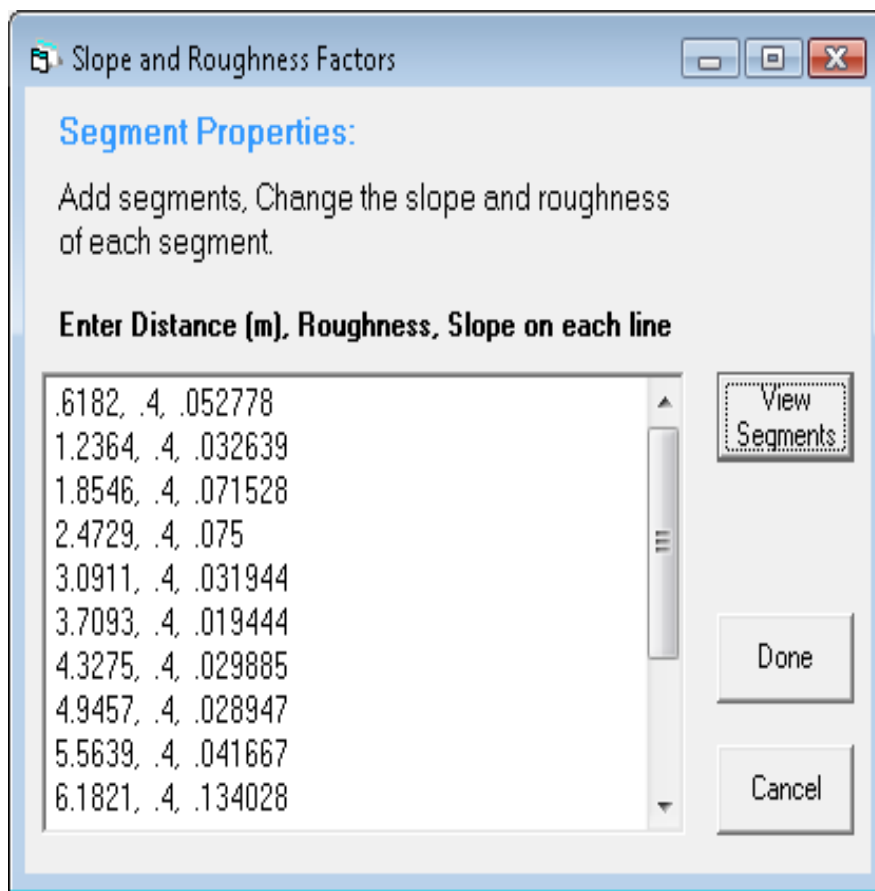 Slope and Roughness Factors
Segment Properties:
Add segments, Change the slope and roughness
of each segment.
Enter Distance (m), Roughness, Slope on each line
.6182, .4, .052778
1.2364, .4, .032639
1.8546, .4, .071528
2.4729, .4, .075
3.0911, .4, .031944
3.7093, .4, .019444
4.3275, .4, .029885
4.9457, .4, .028947
5.5639, .4, .041667
6.1821, .4, .134028
View
Segments
Done
Cancel